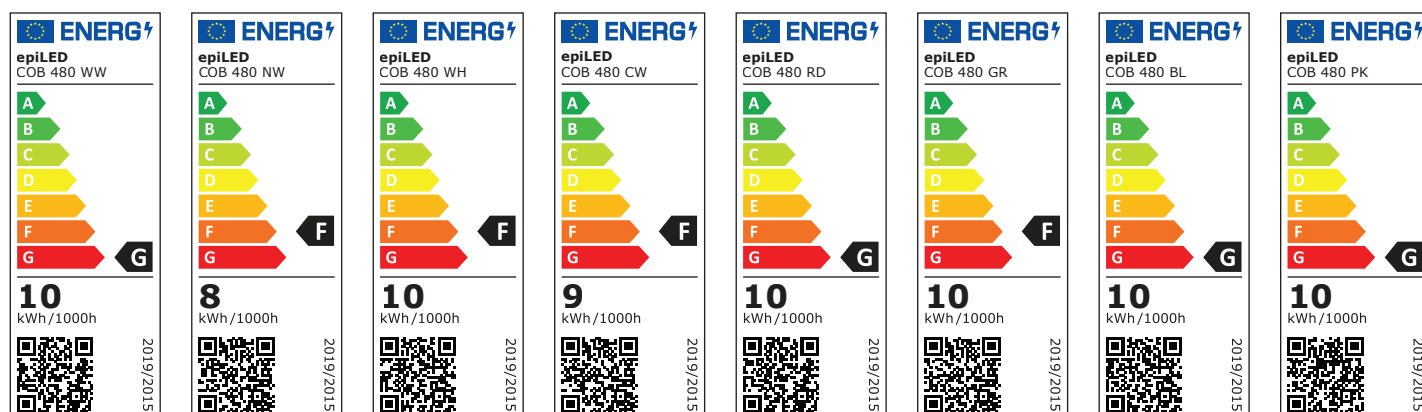 ENERG
epiLED
COB 480 WW
A
B
C
D
E
F
G
G
10
kWh/1000h
2019/2015
ENERG
epiLED
COB 480 NW
A
B
C
D
E
F
F
G
8
kWh/1000h
2019/2015
ENERG
epiLED
COB 480 WH
A
B
C
D
E
F
F
G
10
kWh/1000h
2019/2015
ENERG
epiLED
COB 480 CW
A
B
C
D
E
F
F
G
9
kWh/1000h
2019/2015
ENERG
epiLED
COB 480 RD
A
B
C
D
E
F
G
G
10
kWh/1000h
2019/2015
ENERG
epiLED
COB 480 GR
A
B
C
D
E
F
F
G
10
kWh/1000h
2019/2015
ENERG
epiLED
COB 480 BL
A
B
C
D
E
F
G
G
10
kWh/1000h
2019/2015
ENERG
epiLED
COB 480 PK
A
B
C
D
E
F
G
G
10
kWh/1000h
2019/2015